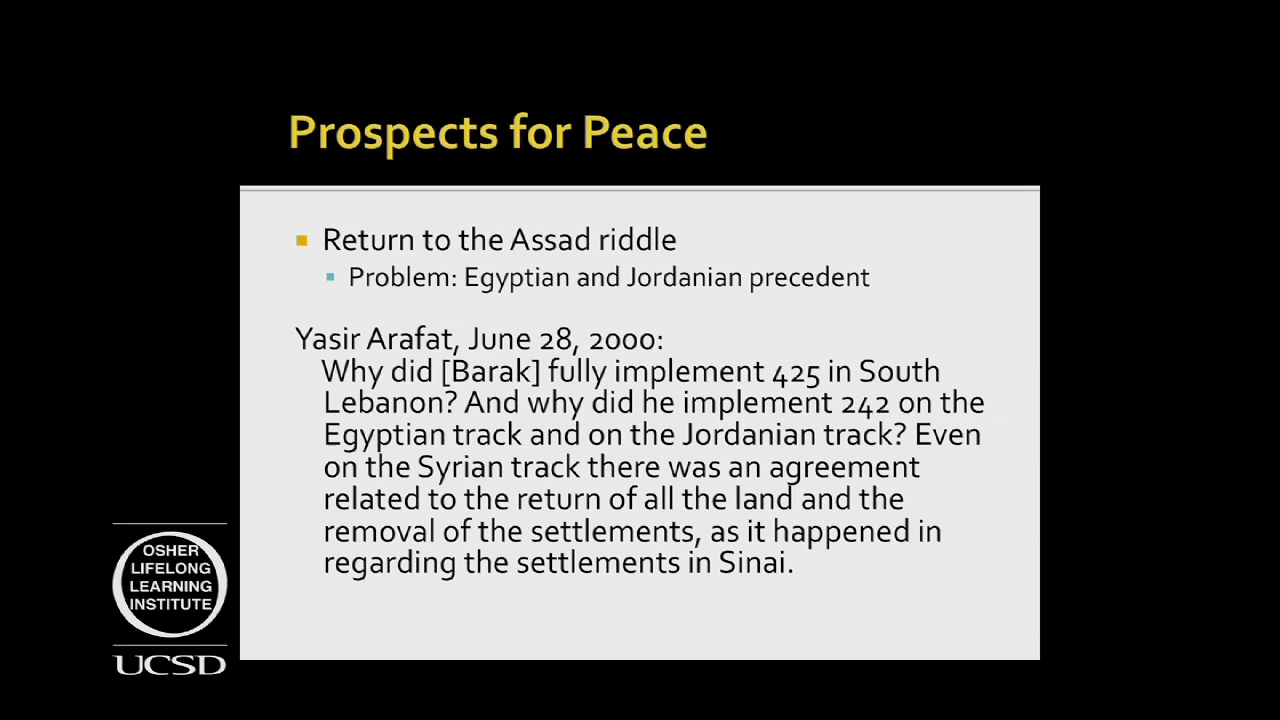 Prospects for Peace
Return to the Assad riddle
Problem: Egyptian and Jordanian precedent
Yasir Arafat, June 28, 2000:
Why did [Barak] fully implement 425 in South
Lebanon? And why did he implement 242 on the
Egyptian track and on the Jordanian track? Even
on the Syrian track there was an agreement
related to the return of all the land and the
removal of the settlements, as it happened in
regarding the settlements in Sinai.
OSHER
LIFELONG
LEARNING
INSTITUTE
UCSD